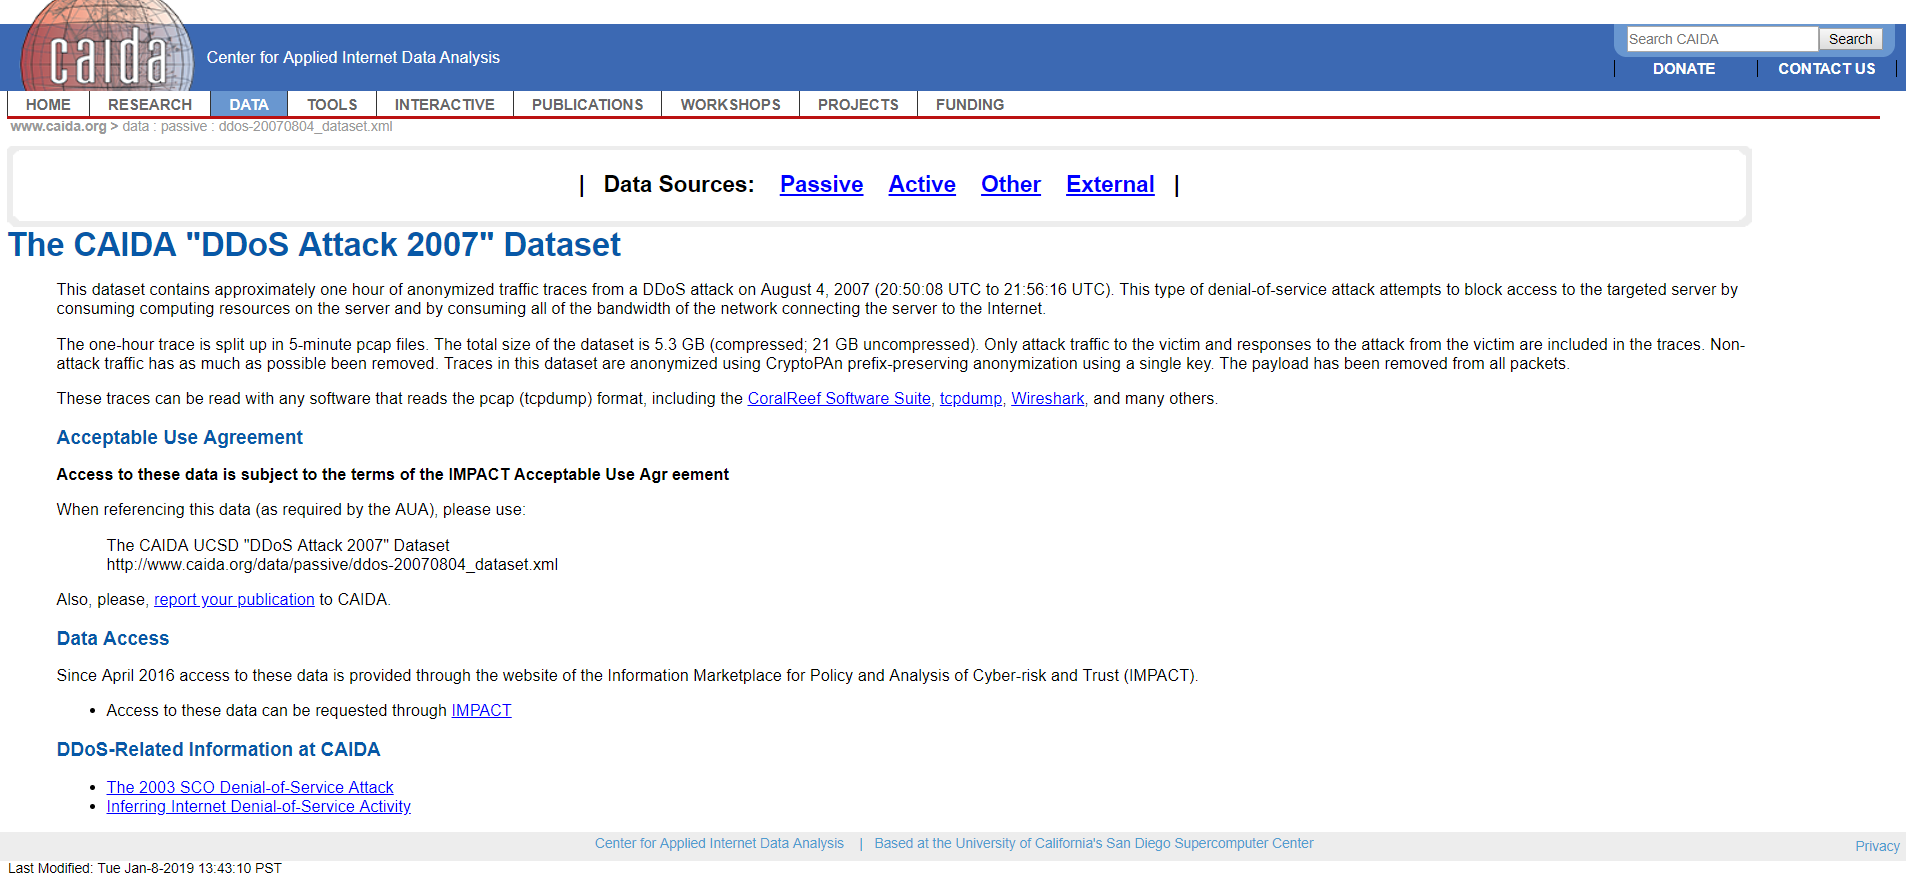 caida
Center for Applied Internet Data Analysis
Search CAIDA
Search
DONATE
CONTACT US
HOME
RESEARCH
DATA
TOOLS
INTERACTIVE
PUBLICATIONS
WORKSHOPS
PROJECTS
FUNDING
www.caida.org > data : passive : ddos-20070804_dataset.xml
| Data Sources: Passive Active Other External |
The CAIDA "DDoS Attack 2007" Dataset
This dataset contains approximately one hour of anonymized traffic traces from a DDoS attack on August 4, 2007 (20:50:08 UTC to 21:56:16 UTC). This type of denial-of-service attack attempts to block access to the targeted server by
consuming computing resources on the server and by consuming all of the bandwidth of the network connecting the server to the Internet.
The one-hour trace is split up in 5-minute pcap files. The total size of the dataset is 5.3 GB (compressed; 21 GB uncompressed). Only attack traffic to the victim and responses to the attack from the victim are included in the traces. Non-
attack traffic has as much as possible been removed. Traces in this dataset are anonymized using CryptoPAn prefix-preserving anonymization using a single key. The payload has been removed from all packets.
These traces can be read with any software that reads the pcap (tcpdump) format, including the CoralReef Software Suite, tcpdump, Wireshark, and many others.
Acceptable Use Agreement
Access to these data is subject to the terms of the IMPACT Acceptable Use Agr eement
When referencing this data (as required by the AUA), please use:
The CAIDA UCSD "DDoS Attack 2007" Dataset
http://www.caida.org/data/passive/ddos-20070804_dataset.xml
Also, please, report your publication to CAIDA.
Data Access
Since April 2016 access to these data is provided through the website of the Information Marketplace for Policy and Analysis of Cyber-risk and Trust (IMPACT).
• Access to these data can be requested through IMPACT
DDoS-Related Information at CAIDA
• The 2003 SCO Denial-of-Service Attack
• Inferring Internet Denial-of-Service Activity
Center for Applied Internet Data Analysis | Based at the University of California's San Diego Supercomputer Center
Privacy
Last Modified: Tue Jan-8-2019 13:43:10 PST